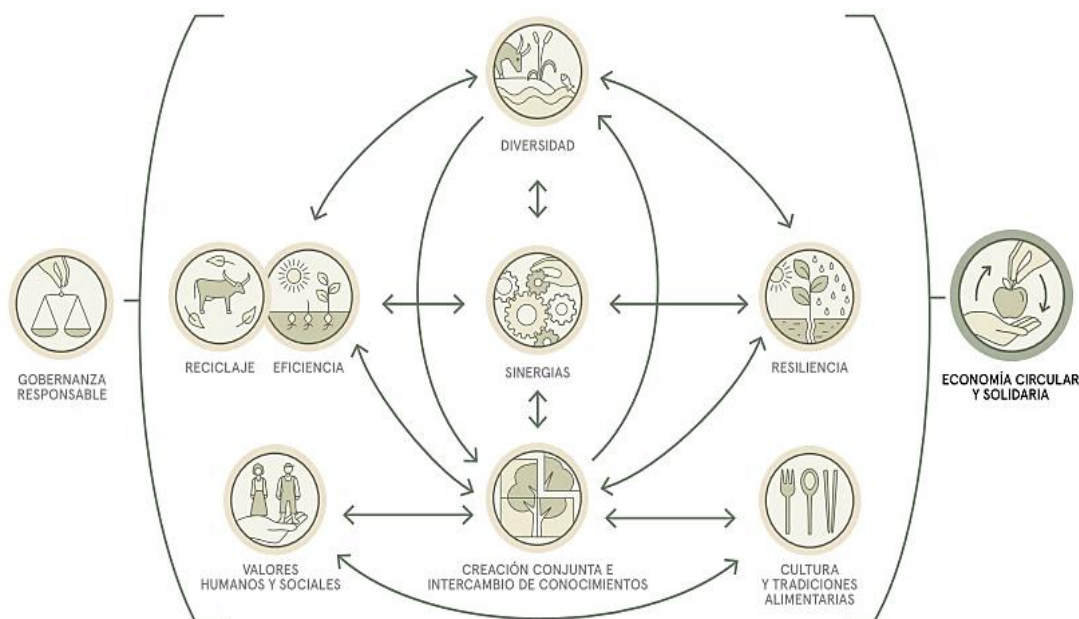 DIVERSIDAD
GOBERNANZA
RESPONSABLE
RECICLAJE
EFICIENCIA
SINERGIAS
RESILIENCIA
ECONOMÍA CIRCULAR
Y SOLIDARIA
VALORES
HUMANOS Y SOCIALES
CREACIÓN CONJUNTA E
INTERCAMBIO DE CONOCIMIENTOS
CULTURA
Y TRADICIONES
ALIMENTARIAS